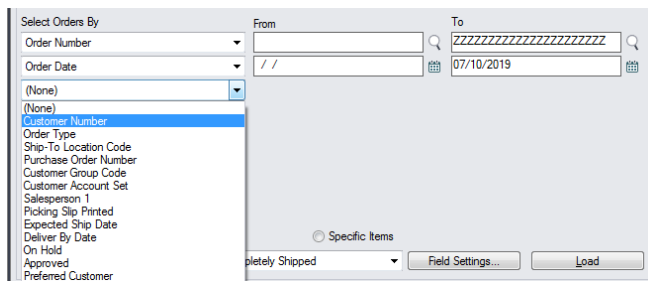 Select Orders By From To
Order Number ZZZZZZZZZZZZZZZZZZZZZZ
Order Date / / 07/10/2019
(None)
(None)
Customer Number
Order Type
Ship-To Location Code
Purchase Order Number
Customer Group Code
Customer Account Set
Salesperson 1
Picking Slip Printed
Expected Ship Date
Deliver By Date
Specific Items
On Hold
Approved
pletely Shipped Field Settings... Load
Preferred Customer